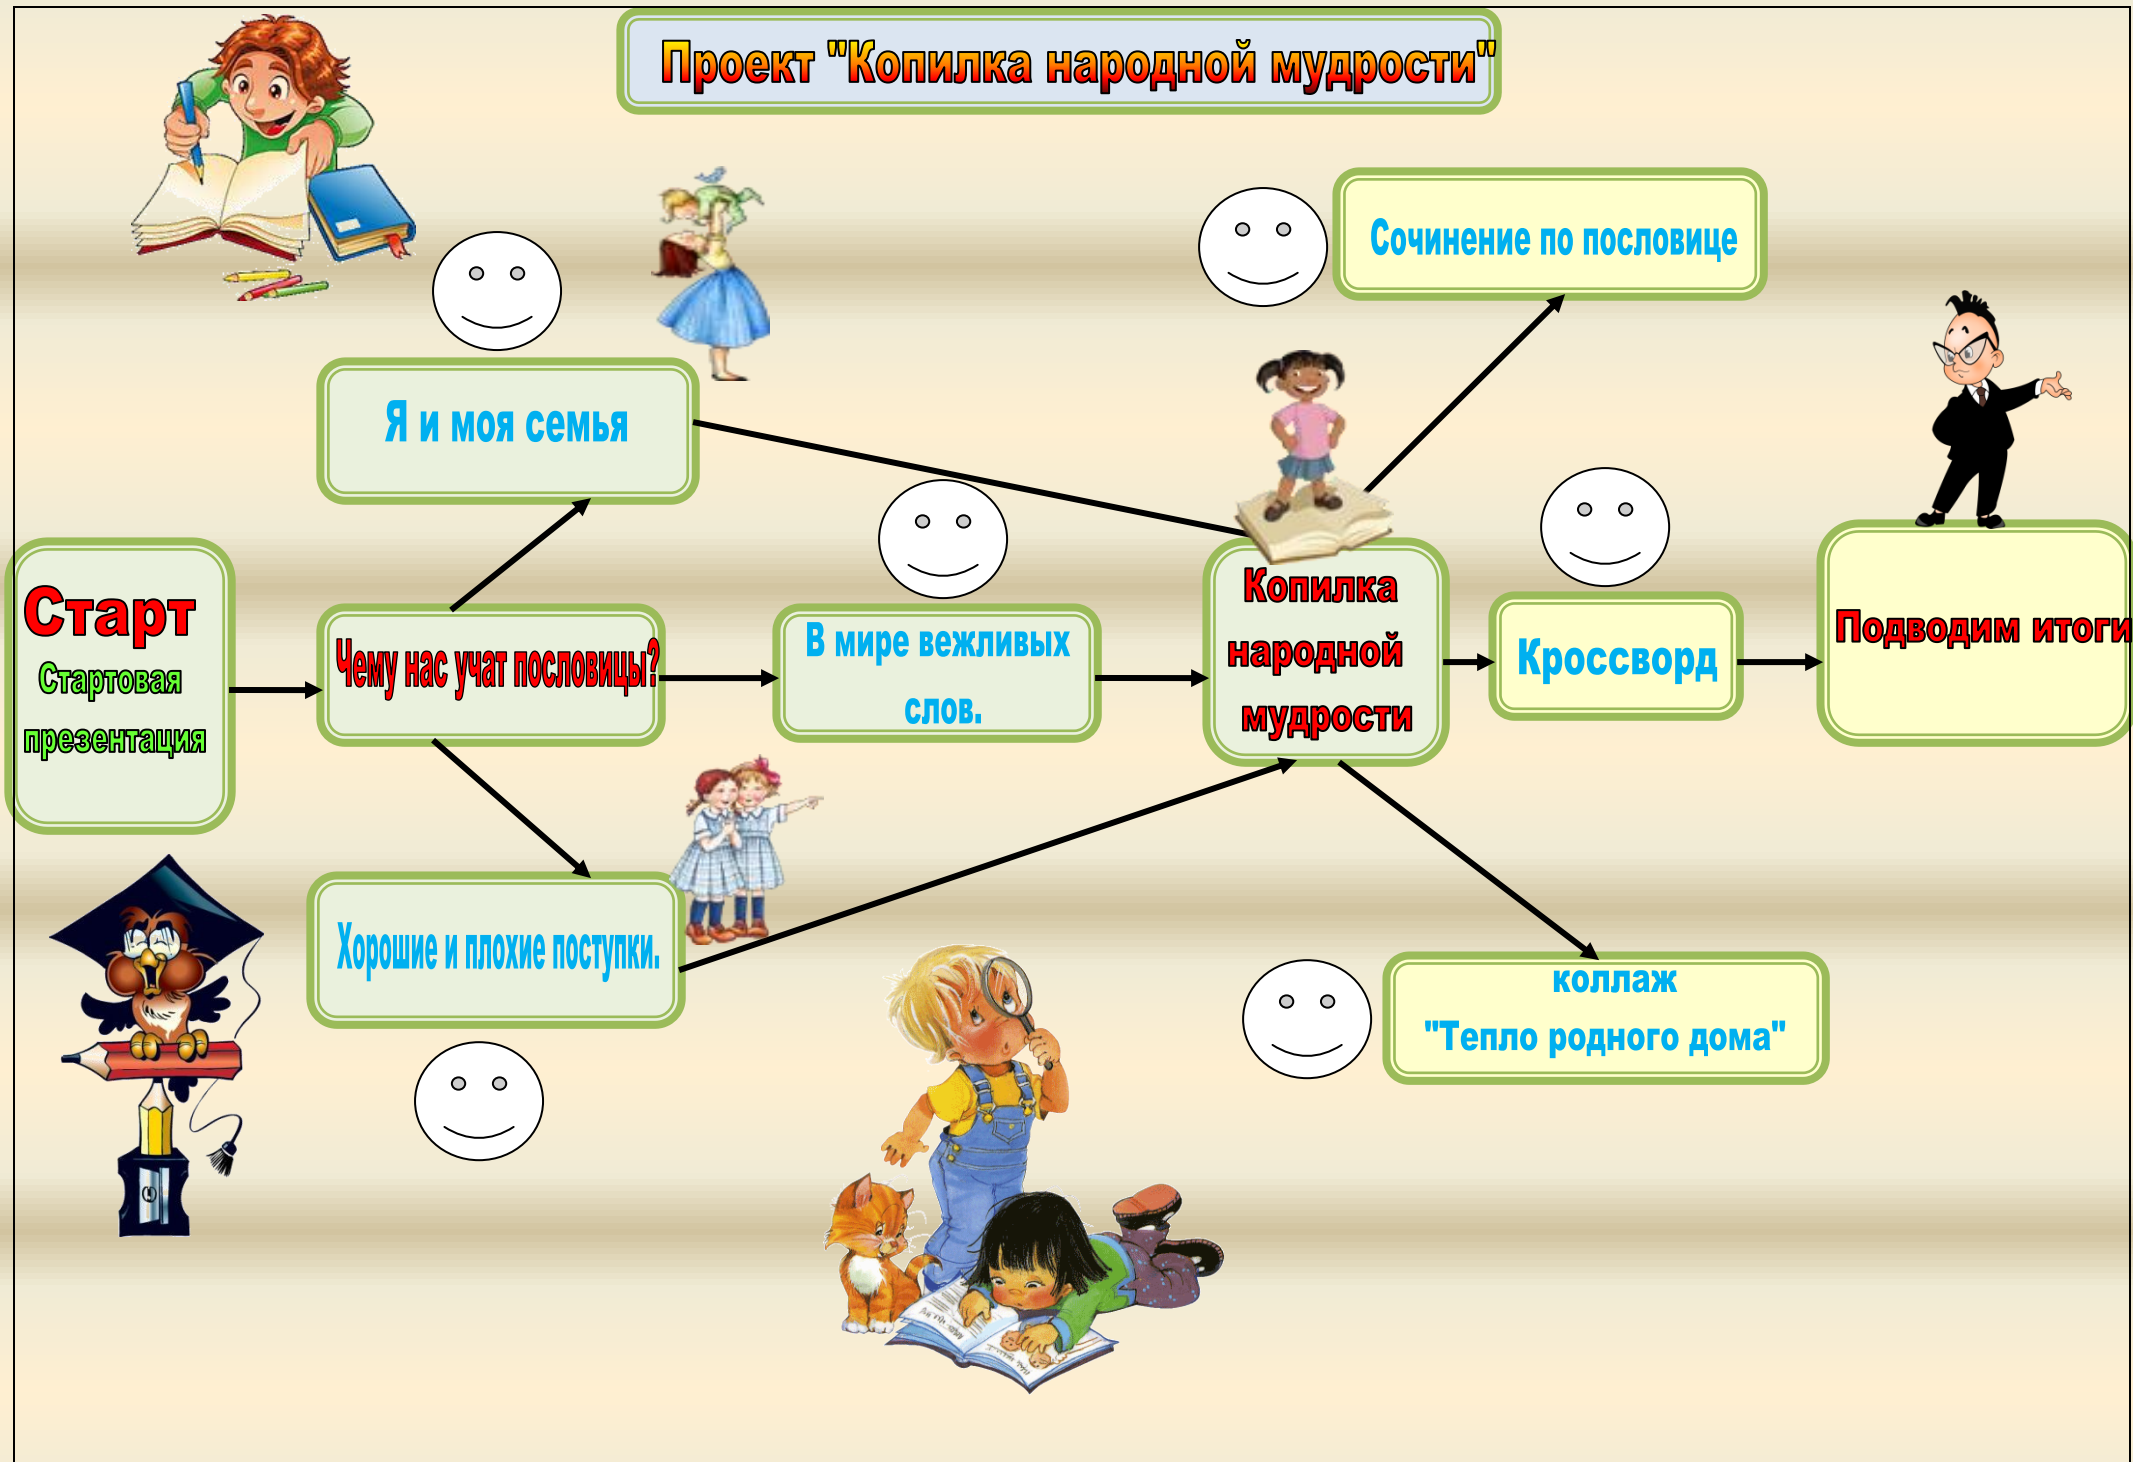 Проект "Копилка народной мудрости"
Сочинение по пословице
Я и моя семья
Старт
Стартовая
презентация
Чему нас учат пословицы?
В мире вежливых
слов.
Копилка
народной
мудрости
Кроссворд
Подводим итоги
Хорошие и плохие поступки.
коллаж
"Тепло родного дома"